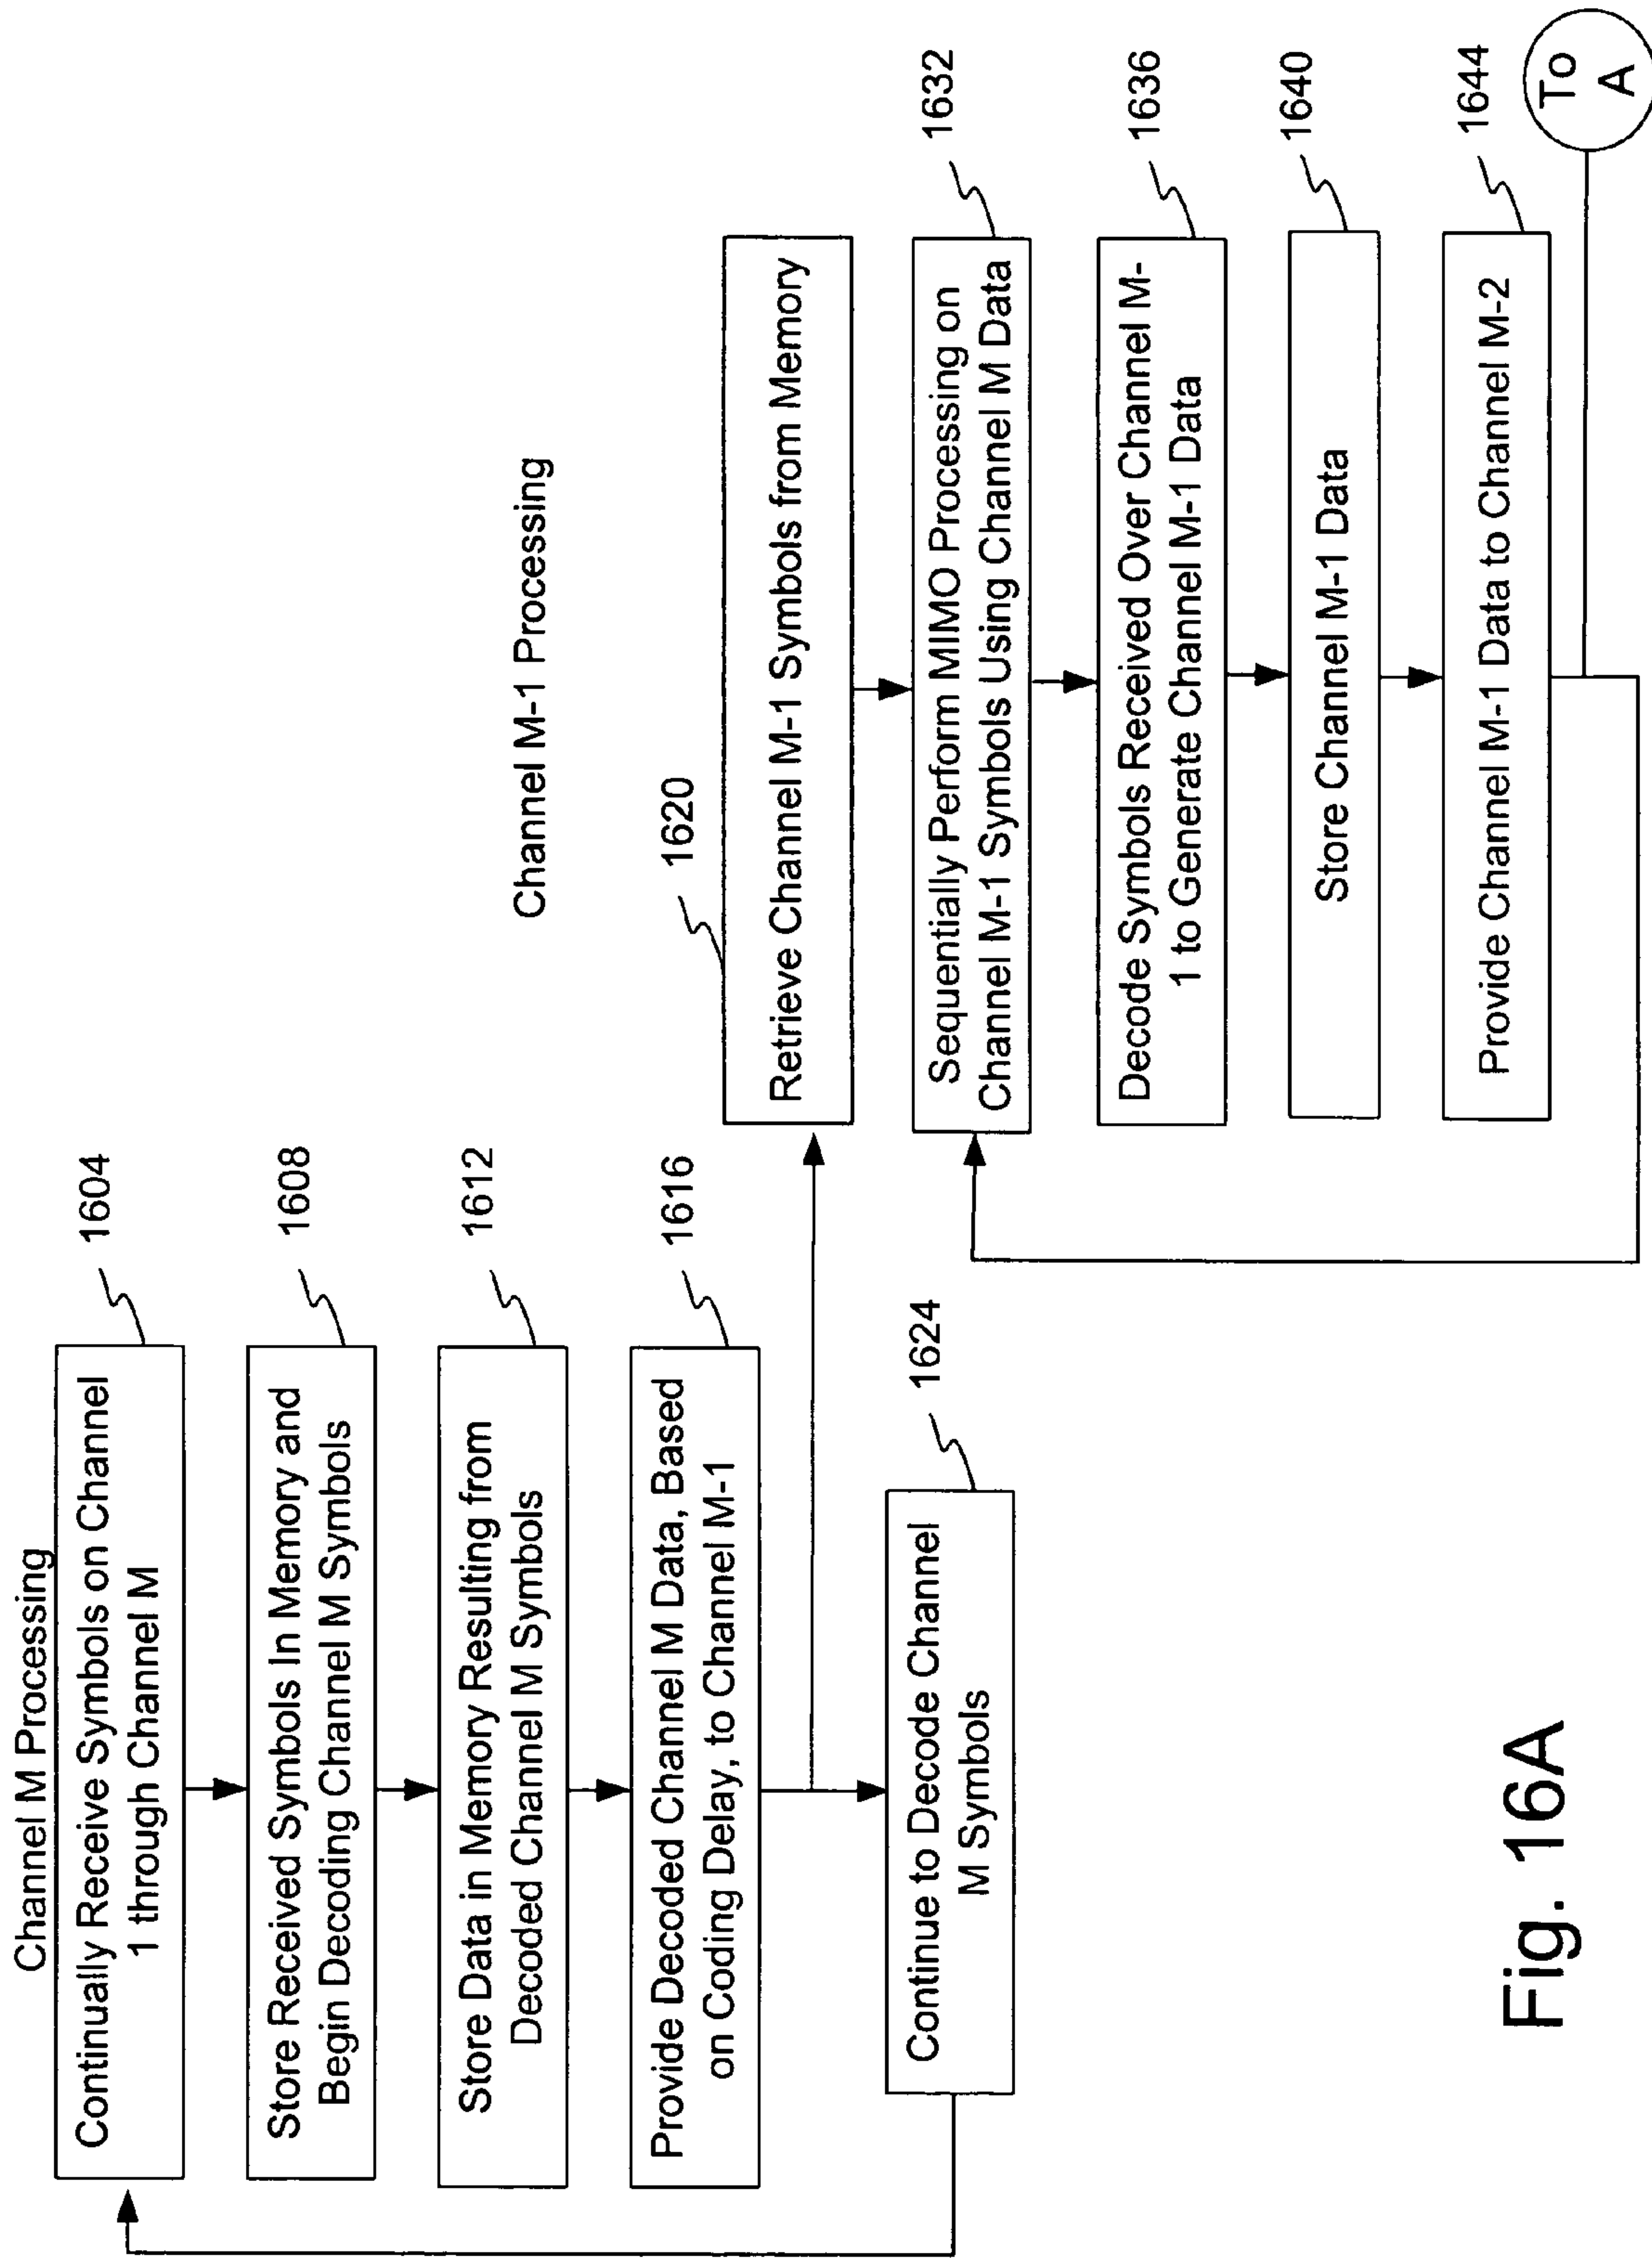 Channel M Processing
Continually Receive Symbols on Channel
1 through Channel M
1604
Store Received Symbols In Memory and
Begin Decoding Channel M Symbols
1608
Store Data in Memory Resulting from
Decoded Channel M Symbols
1612
Provide Decoded Channel M Data, Based
on Coding Delay, to Channel M-1
1616
Continue to Decode Channel
M Symbols
1624
Channel M-1 Processing
1620
Retrieve Channel M-1 Symbols from Memory
Sequentially Perform MIMO Processing on
Channel M-1 Symbols Using Channel M Data
1632
Decode Symbols Received Over Channel M-
1 to Generate Channel M-1 Data
1636
Store Channel M-1 Data
1640
Provide Channel M-1 Data to Channel M-2
1644
To
A
Fig. 16A